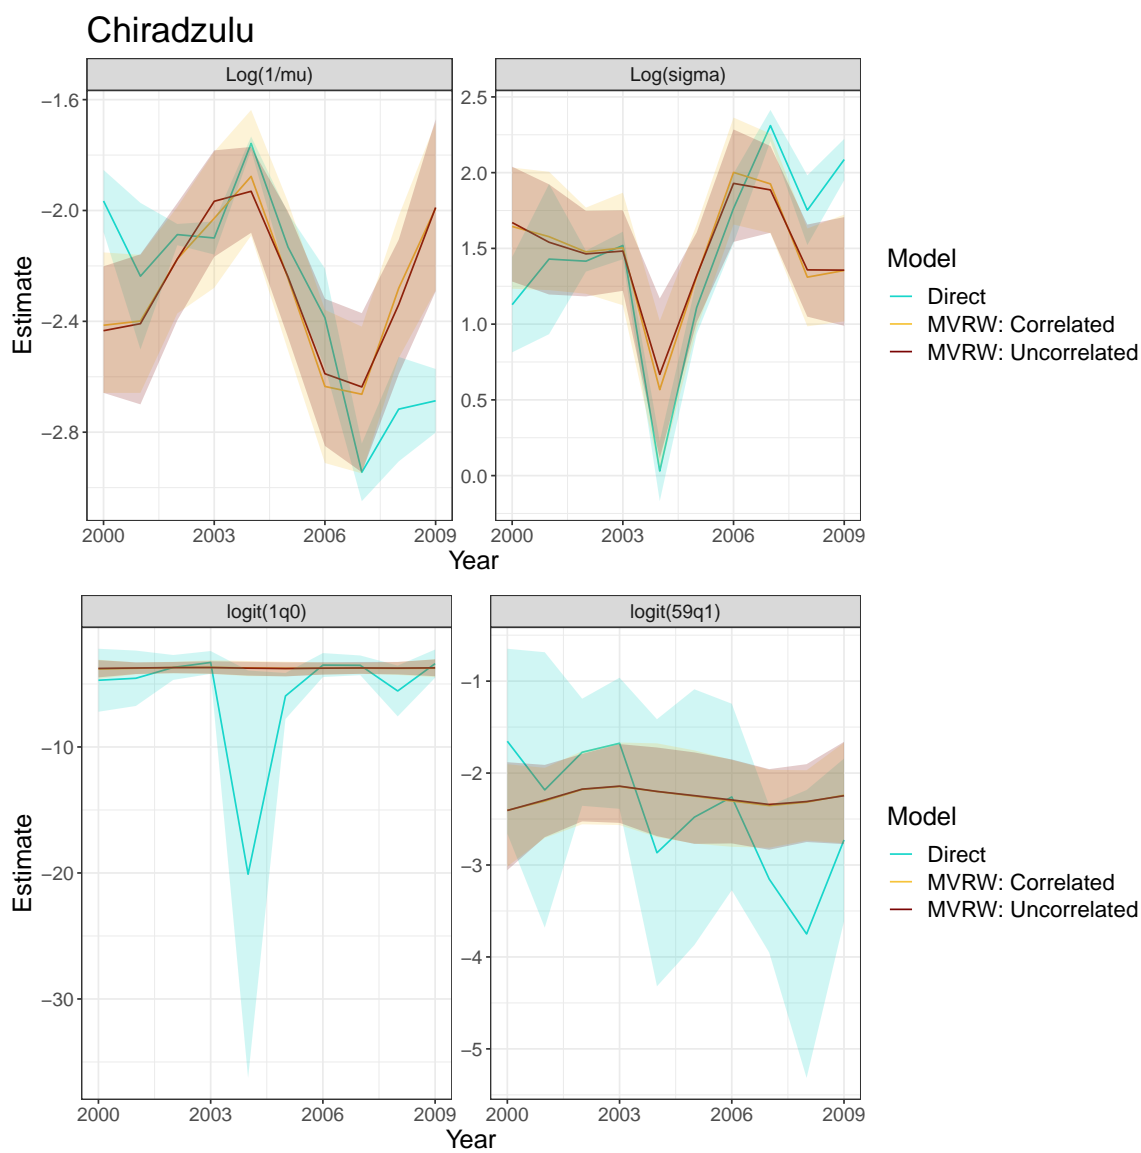 Chiradzulu
Log(1/mu)
Log(sigma)
−1.6
−2.0
−2.4
−2.8
2.5
2.0
1.5
1.0
0.5
0.0
Estimate
2000
2003
2006
2009
2000
2003
2006
2009
Year
Model
Direct
MVRW: Correlated
MVRW: Uncorrelated
logit(1q0)
logit(59q1)
−10
−20
−30
−1
−2
−3
−4
−5
Estimate
2000
2003
2006
2009
2000
2003
2006
2009
Year
Model
Direct
MVRW: Correlated
MVRW: Uncorrelated